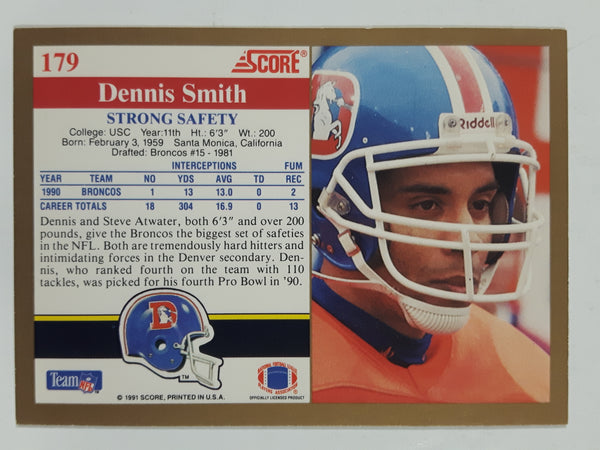 179
SCORE®
Dennis Smith
STRONG SAFETY
College: USC Year: 11th Ht.: 6'3" Wt.: 200
Born: February 3, 1959 Santa Monica, California
Drafted: Broncos #15 - 1981
INTERCEPTIONS FUM
YEAR TEAM NO YDS AVG TD REC
1990 BRONCOS 1 13 13.0 0 2
CAREER TOTALS 18 304 16.9 0 13
Dennis and Steve Atwater, both 6'3" and over 200
pounds, give the Broncos the biggest set of safeties
in the NFL. Both are tremendously hard hitters and
intimidating forces in the Denver secondary. Den-
nis, who ranked fourth on the team with 110
tackles, was picked for his fourth Pro Bowl in '90.
D
TM
Team NFL
© 1991 SCORE, PRINTED IN U.S.A.
OFFICIALLY LICENSED PRODUCT
Riddell